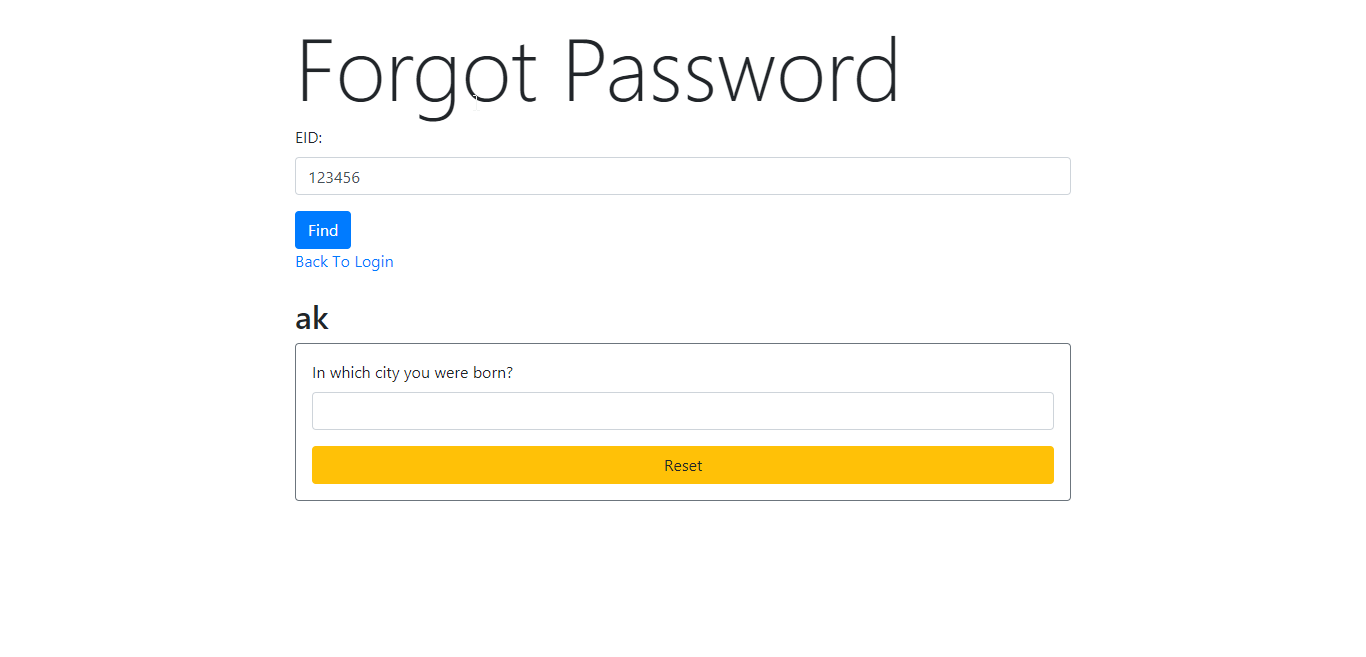 Forgot Password
EID:
123456
Find
Back To Login
ak
In which city you were born?
Reset